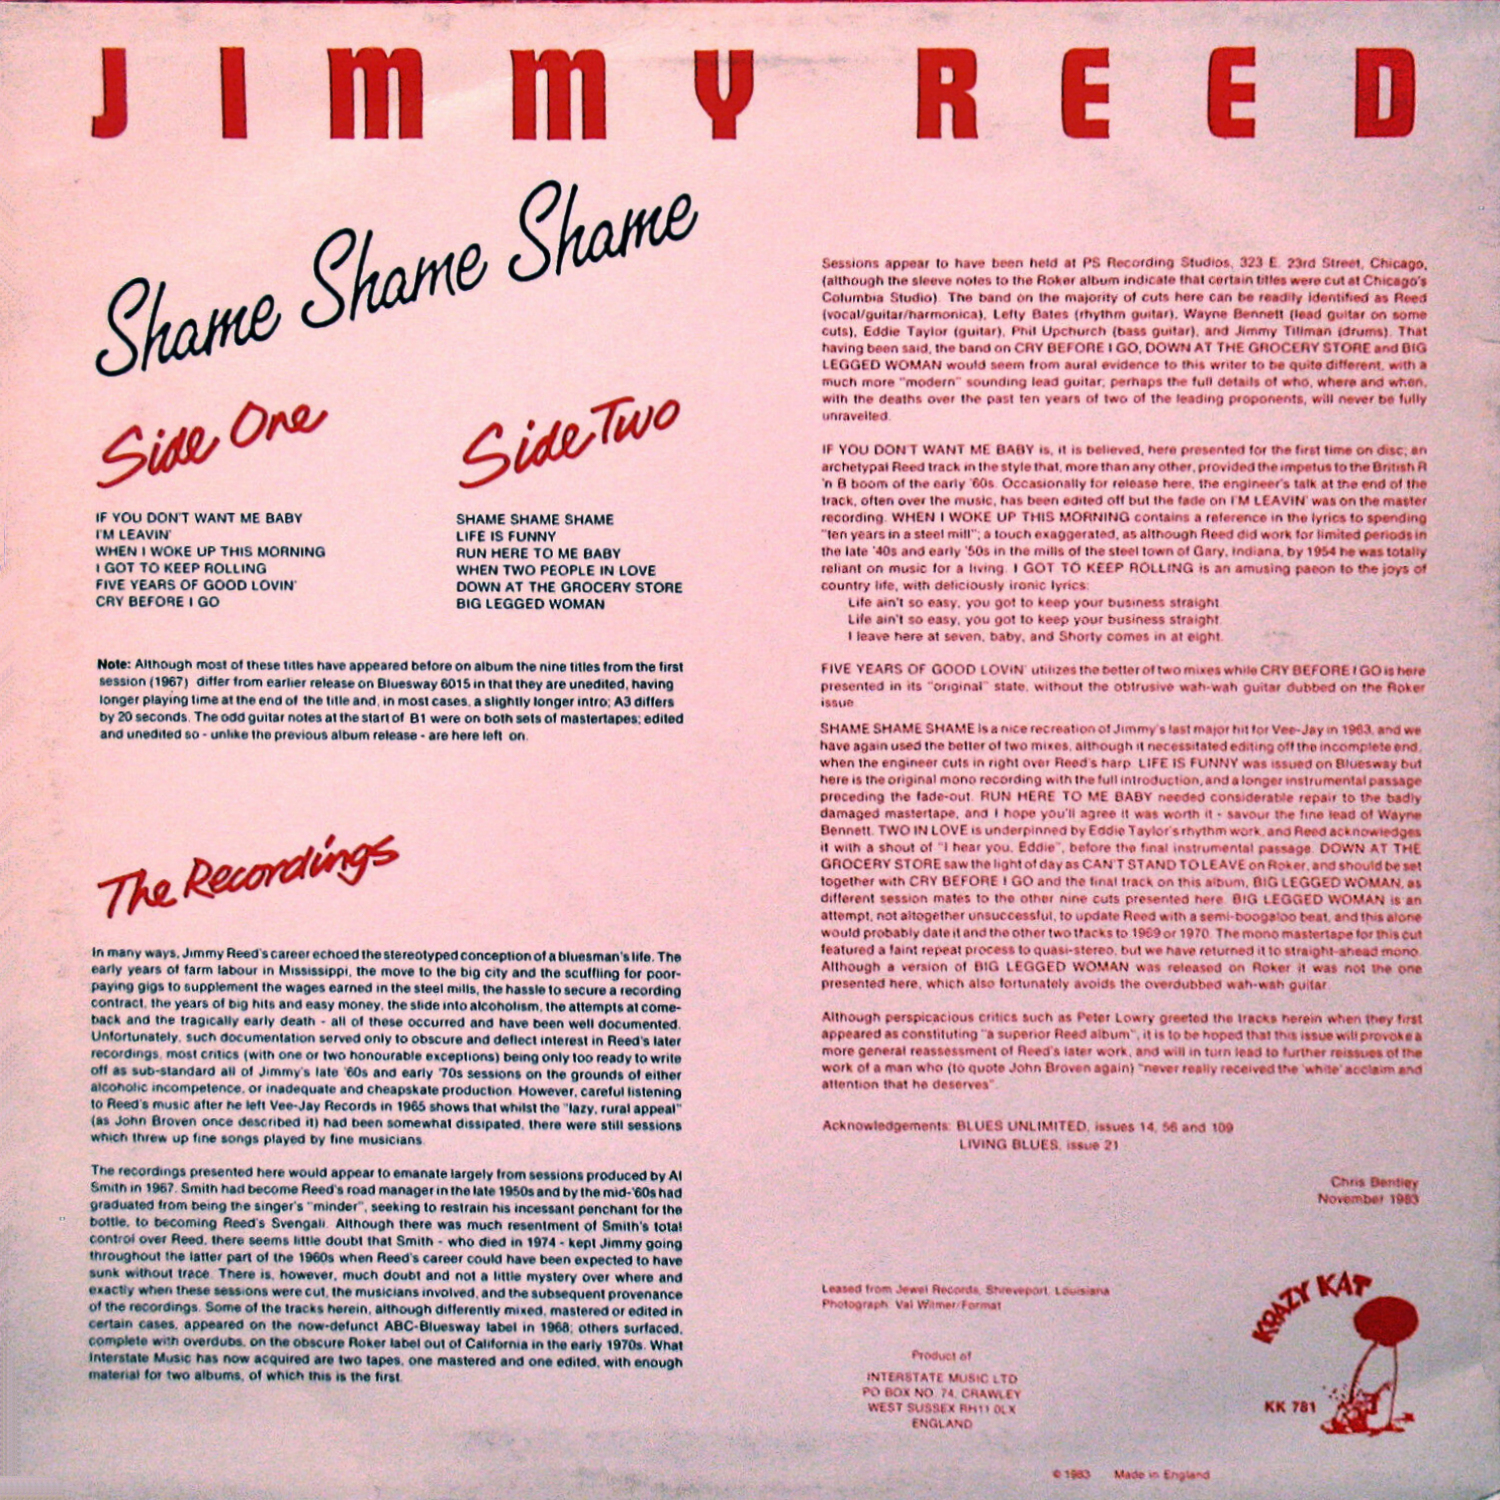 JIMMY REED
Shame Shame Shame
Side One
IF YOU DON'T WANT ME BABY
I'M LEAVIN'
WHEN I WOKE UP THIS MORNING
I GOT TO KEEP ROLLING
FIVE YEARS OF GOOD LOVIN'
CRY BEFORE I GO
Side Two
SHAME SHAME SHAME
LIFE IS FUNNY
RUN HERE TO ME BABY
WHEN TWO PEOPLE IN LOVE
DOWN AT THE GROCERY STORE
BIG LEGGED WOMAN
Note: Although most of these titles have appeared before on album the nine titles from the first
session (1967) differ from earlier release on Bluesway 6015 in that they are unedited, having
longer playing time at the end of the title and, in most cases, a slightly longer intro; A3 differs
by 20 seconds. The odd guitar notes at the start of B1 were on both sets of mastertapes; edited
and unedited so - unlike the previous album release - are here left on.
The Recordings
In many ways, Jimmy Reed's career echoed the stereotyped conception of a bluesman's life. The
early years of farm labour in Mississippi, the move to the big city and the scuffling for poor-
paying gigs to supplement the wages earned in the steel mills, the hassle to secure a recording
contract, the years of big hits and easy money, the slide into alcoholism, the attempts at come-
back and the tragically early death - all of these occurred and have been well documented.
Unfortunately, such documentation served only to obscure and deflect interest in Reed's later
recordings, most critics (with one or two honourable exceptions) being only too ready to write
off as sub-standard all of Jimmy's late '60s and early '70s sessions on the grounds of either
alcoholic incompetence, or inadequate and cheapskate production. However, careful listening
to Reed's music after he left Vee-Jay Records in 1965 shows that whilst the "lazy, rural appeal"
(as John Broven once described it) had been somewhat dissipated, there were still sessions
which threw up fine songs played by fine musicians.
The recordings presented here would appear to emanate largely from sessions produced by Al
Smith in 1967. Smith had become Reed's road manager in the late 1950s and by the mid-'60s had
graduated from being the singer's "minder", seeking to restrain his incessant penchant for the
bottle, to becoming Reed's Svengali. Although there was much resentment of Smith's total
control over Reed, there seems little doubt that Smith - who died in 1974 - kept Jimmy going
throughout the latter part of the 1960s when Reed's career could have been expected to have
sunk without trace. There is, however, much doubt and not a little mystery over where and
exactly when these sessions were cut, the musicians involved, and the subsequent provenance
of the recordings. Some of the tracks herein, although differently mixed, mastered or edited in
certain cases, appeared on the now-defunct ABC-Bluesway label in 1968; others surfaced,
complete with overdubs, on the obscure Roker label out of California in the early 1970s. What
Interstate Music has now acquired are two tapes, one mastered and one edited, with enough
material for two albums, of which this is the first.
Sessions appear to have been held at PS Recording Studios, 323 E. 23rd Street, Chicago,
(although the sleeve notes to the Roker album indicate that certain titles were cut at Chicago's
Columbia Studio). The band on the majority of cuts here can be readily identified as Reed
(vocal/guitar/harmonica), Lefty Bates (rhythm guitar), Wayne Bennett (lead guitar on some
cuts), Eddie Taylor (guitar), Phil Upchurch (bass guitar), and Jimmy Tillman (drums). That
having been said, the band on CRY BEFORE I GO, DOWN AT THE GROCERY STORE and BIG
LEGGED WOMAN would seem from aural evidence to this writer to be quite different, with a
much more "modern" sounding lead guitar; perhaps the full details of who, where and when,
with the deaths over the past ten years of two of the leading proponents, will never be fully
unravelled.
IF YOU DON'T WANT ME BABY is, it is believed, here presented for the first time on disc; an
archetypal Reed track in the style that, more than any other, provided the impetus to the British R
'n B boom of the early '60s. Occasionally for release here, the engineer's talk at the end of the
track, often over the music, has been edited off but the fade on I'M LEAVIN' was on the master
recording. WHEN I WOKE UP THIS MORNING contains a reference in the lyrics to spending
"ten years in a steel mill"; a touch exaggerated, as although Reed did work for limited periods in
the late '40s and early '50s in the mills of the steel town of Gary, Indiana, by 1954 he was totally
reliant on music for a living. I GOT TO KEEP ROLLING is an amusing paeon to the joys of
country life, with deliciously ironic lyrics:
Life ain't so easy, you got to keep your business straight.
Life ain't so easy, you got to keep your business straight.
I leave here at seven, baby, and Shorty comes in at eight.
FIVE YEARS OF GOOD LOVIN' utilizes the better of two mixes while CRY BEFORE I GO is here
presented in its "original" state, without the obtrusive wah-wah guitar dubbed on the Roker
issue.
SHAME SHAME SHAME is a nice recreation of Jimmy's last major hit for Vee-Jay in 1963, and we
have again used the better of two mixes, although it necessitated editing off the incomplete end,
when the engineer cuts in right over Reed's harp. LIFE IS FUNNY was issued on Bluesway but
here is the original mono recording with the full introduction, and a longer instrumental passage
preceding the fade-out. RUN HERE TO ME BABY needed considerable repair to the badly
damaged mastertape, and I hope you'll agree it was worth it - savour the fine lead of Wayne
Bennett. TWO IN LOVE is underpinned by Eddie Taylor's rhythm work, and Reed acknowledges
it with a shout of "I hear you, Eddie", before the final instrumental passage. DOWN AT THE
GROCERY STORE saw the light of day as CAN'T STAND TO LEAVE on Roker, and should be set
together with CRY BEFORE I GO and the final track on this album, BIG LEGGED WOMAN, as
different session mates to the other nine cuts presented here. BIG LEGGED WOMAN is an
attempt, not altogether unsuccessful, to update Reed with a semi-boogaloo beat, and this alone
would probably date it and the other two tracks to 1969 or 1970. The mono mastertape for this cut
featured a faint repeat process to quasi-stereo, but we have returned it to straight-ahead mono.
Although a version of BIG LEGGED WOMAN was released on Roker it was not the one
presented here, which also fortunately avoids the overdubbed wah-wah guitar.
Although perspicacious critics such as Peter Lowry greeted the tracks herein when they first
appeared as constituting "a superior Reed album", it is to be hoped that this issue will provoke a
more general reassessment of Reed's later work, and will in turn lead to further reissues of the
work of a man who (to quote John Broven again) "never really received the 'white' acclaim and
attention that he deserves".
Acknowledgements: BLUES UNLIMITED, issues 14, 56 and 109
LIVING BLUES, issue 21
Chris Bentley
November 1983
Leased from Jewel Records, Shreveport, Louisiana
Photograph: Val Wilmer/Format
Product of
INTERSTATE MUSIC LTD
PO BOX NO. 74, CRAWLEY
WEST SUSSEX RH11 0LX
ENGLAND
KRAZY KAT
KK 781
© 1983 Made in England